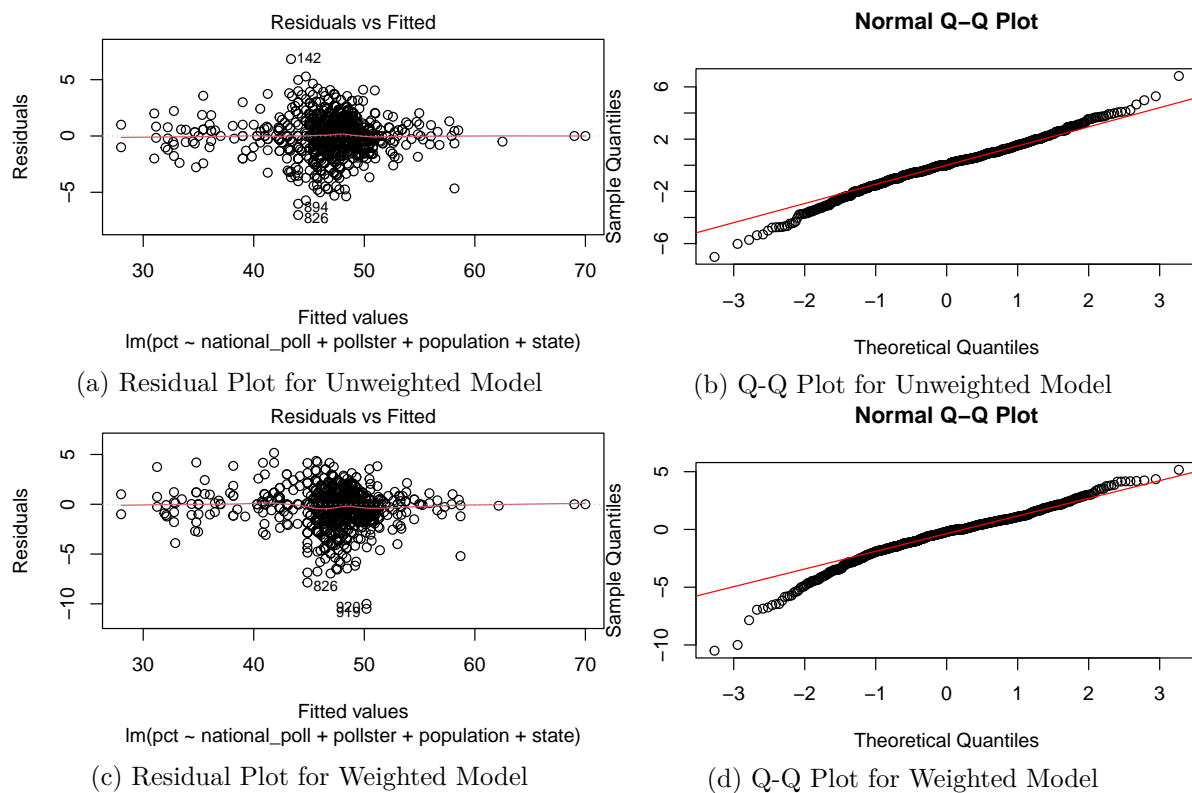 Residuals vs Fitted
Residuals
5
0
−5
142
894
826
30
40
50
60
70
Fitted values
lm(pct ~ national_poll + pollster + population + state)
(a) Residual Plot for Unweighted Model
Normal Q−Q Plot
Sample Quantiles
6
2
−2
−6
−3
−2
−1
0
1
2
3
Theoretical Quantiles
(b) Q-Q Plot for Unweighted Model
Residuals vs Fitted
Residuals
5
0
−5
−10
826
920
919
30
40
50
60
70
Fitted values
lm(pct ~ national_poll + pollster + population + state)
(c) Residual Plot for Weighted Model
Normal Q−Q Plot
Sample Quantiles
5
0
−5
−10
−3
−2
−1
0
1
2
3
Theoretical Quantiles
(d) Q-Q Plot for Weighted Model